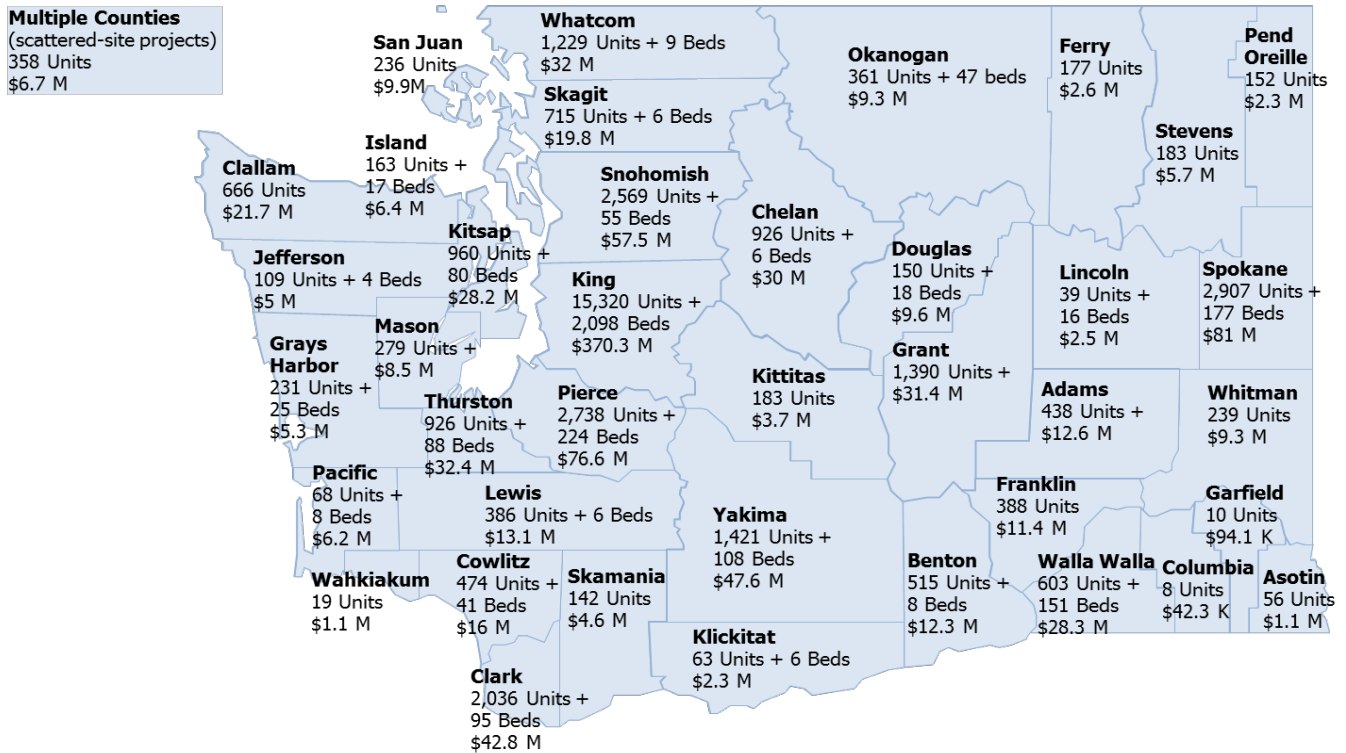 Multiple Counties
(scattered-site projects)
358 Units
$6.7 M
San Juan
236 Units
$9.9M
Whatcom
1,229 Units + 9 Beds
$32 M
Skagit
715 Units + 6 Beds
$19.8 M
Okanogan
361 Units + 47 beds
$9.3 M
Ferry
177 Units
$2.6 M
Pend
Oreille
152 Units
$2.3 M
Stevens
183 Units
$5.7 M
Clallam
666 Units
$21.7 M
Island
163 Units +
17 Beds
$6.4 M
Snohomish
2,569 Units +
55 Beds
$57.5 M
Chelan
926 Units +
6 Beds
$30 M
Kitsap
960 Units +
80 Beds
$28.2 M
Jefferson
109 Units + 4 Beds
$5 M
King
15,320 Units +
2,098 Beds
$370.3 M
Douglas
150 Units +
18 Beds
$9.6 M
Lincoln
39 Units +
16 Beds
$2.5 M
Spokane
2,907 Units +
177 Beds
$81 M
Grays
Harbor
231 Units +
25 Beds
$5.3 M
Mason
279 Units +
$8.5 M
Thurston
926 Units +
88 Beds
$32.4 M
Pierce
2,738 Units +
224 Beds
$76.6 M
Kittitas
183 Units
$3.7 M
Grant
1,390 Units +
$31.4 M
Adams
438 Units +
$12.6 M
Whitman
239 Units
$9.3 M
Pacific
68 Units +
8 Beds
$6.2 M
Lewis
386 Units + 6 Beds
$13.1 M
Yakima
1,421 Units +
108 Beds
$47.6 M
Franklin
388 Units
$11.4 M
Garfield
10 Units
$94.1 K
Wahkiakum
19 Units
$1.1 M
Cowlitz
474 Units +
41 Beds
$16 M
Skamania
142 Units
$4.6 M
Benton
515 Units +
8 Beds
$12.3 M
Walla Walla
603 Units +
151 Beds
$28.3 M
Columbia
8 Units
$42.3 K
Asotin
56 Units
$1.1 M
Klickitat
63 Units + 6 Beds
$2.3 M
Clark
2,036 Units +
95 Beds
$42.8 M